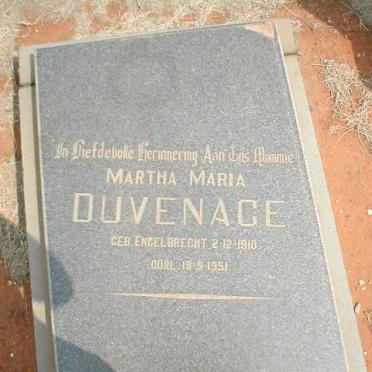 In Liefdevolle Herinnering Aan Ons Mammie
MARTHA MARIA
DUVENAGE
GEB. ENGELBRECHT 2-12-1910
OORL. 18-9-1951